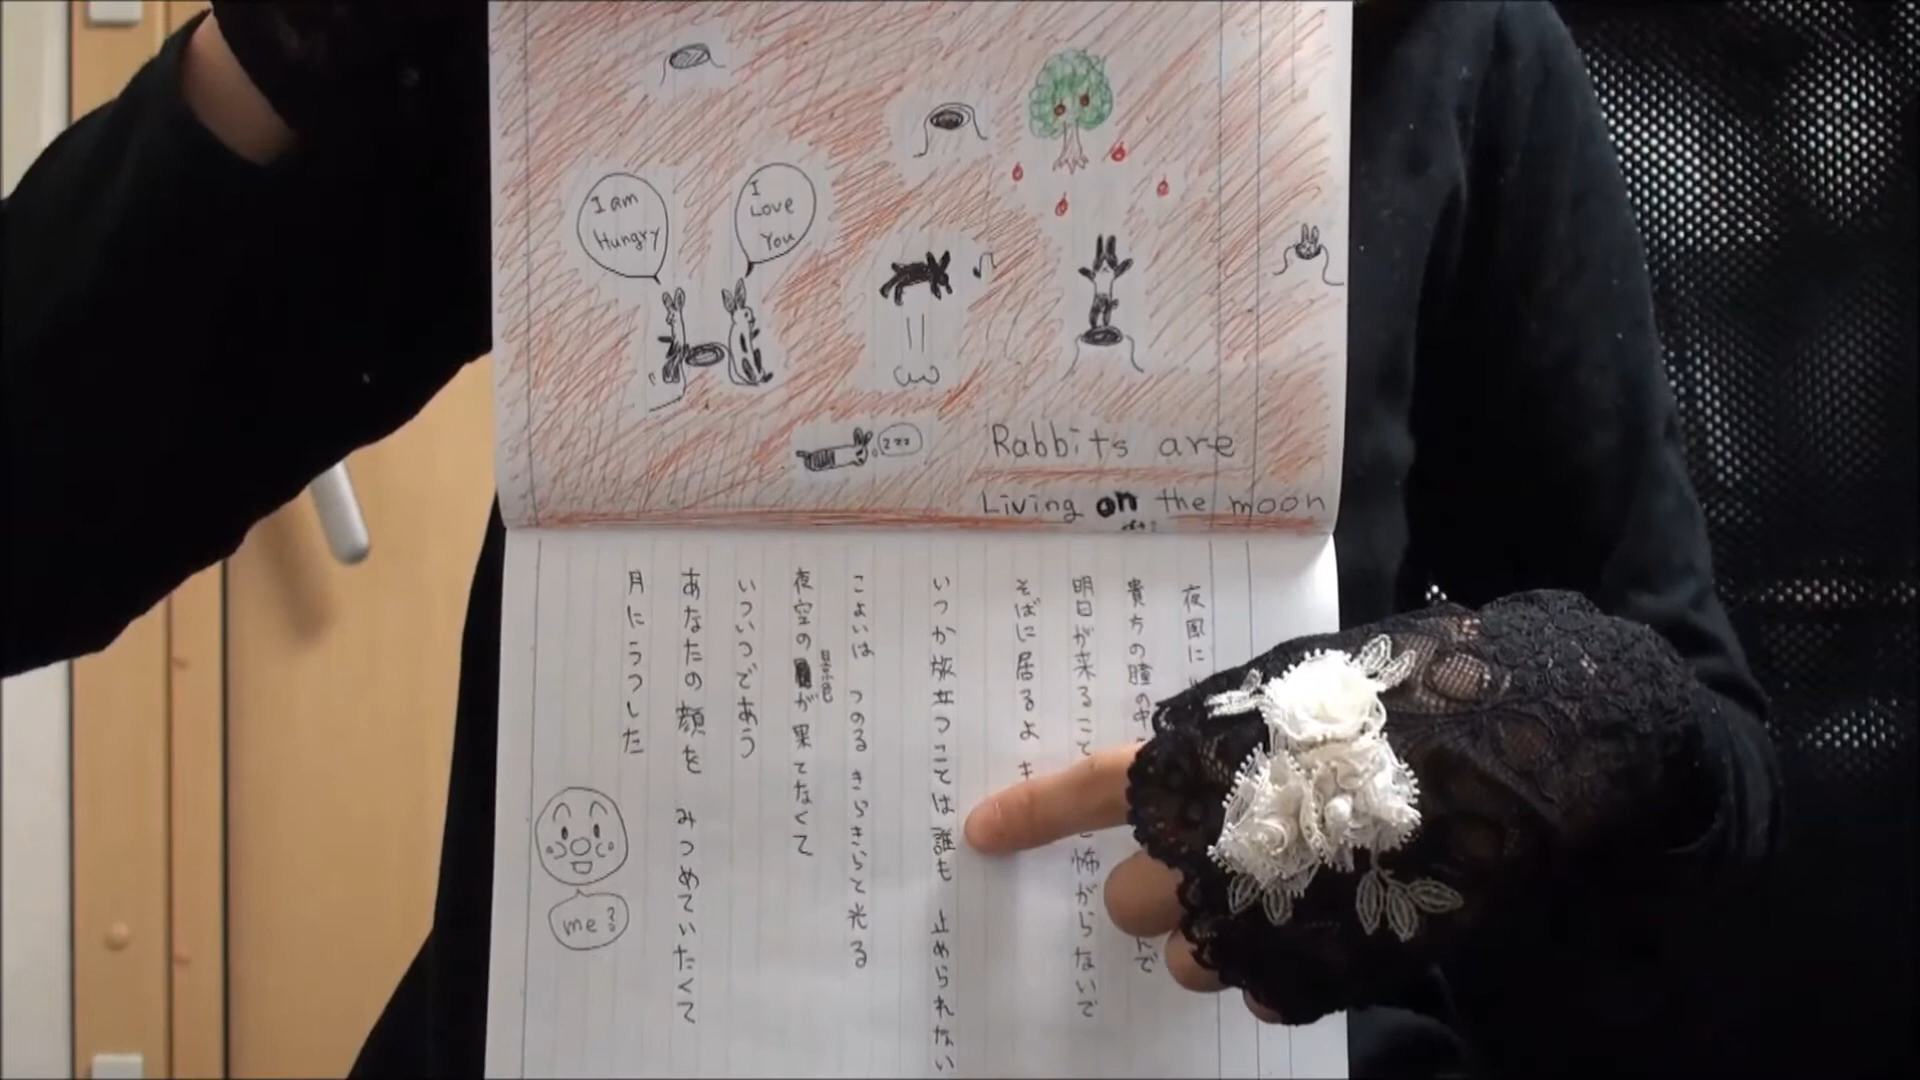 I am
Hungry
I
Love
You
zzz
Rabbits are
Living on the moon
夜風に
貴方の瞳の中
んで
明日が来ること
怖がらないで
そばに居るよ
いつか旅立つことは誰も 止められない
こよいは つのる きらきらと光る
夜空の景色が果てなくて
いついつであう
あなたの顔を みつめていたくて
月にうつした
me??